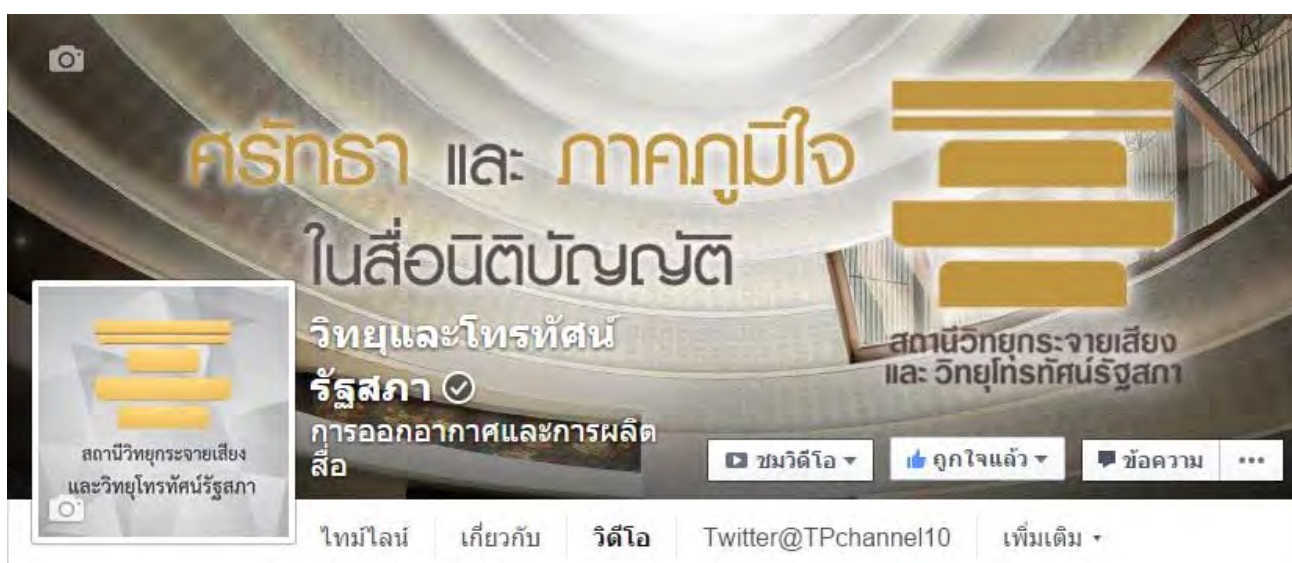 ศรัทธา และ ภาคภูมิใจ
ในสื่อนิติบัญญัติ
สถานีวิทยุกระจายเสียง
และ วิทยุโทรทัศน์รัฐสภา
สถานีวิทยุกระจายเสียง
และวิทยุโทรทัศน์รัฐสภา
วิทยุและโทรทัศน์
รัฐสภา
การออกอากาศและการผลิต
สื่อ
ชมวิดีโอ ถูกใจแล้ว ข้อความ
ไทม์ไลน์ เกี่ยวกับ วิดีโอ Twitter@TPchannel10 เพิ่มเติม